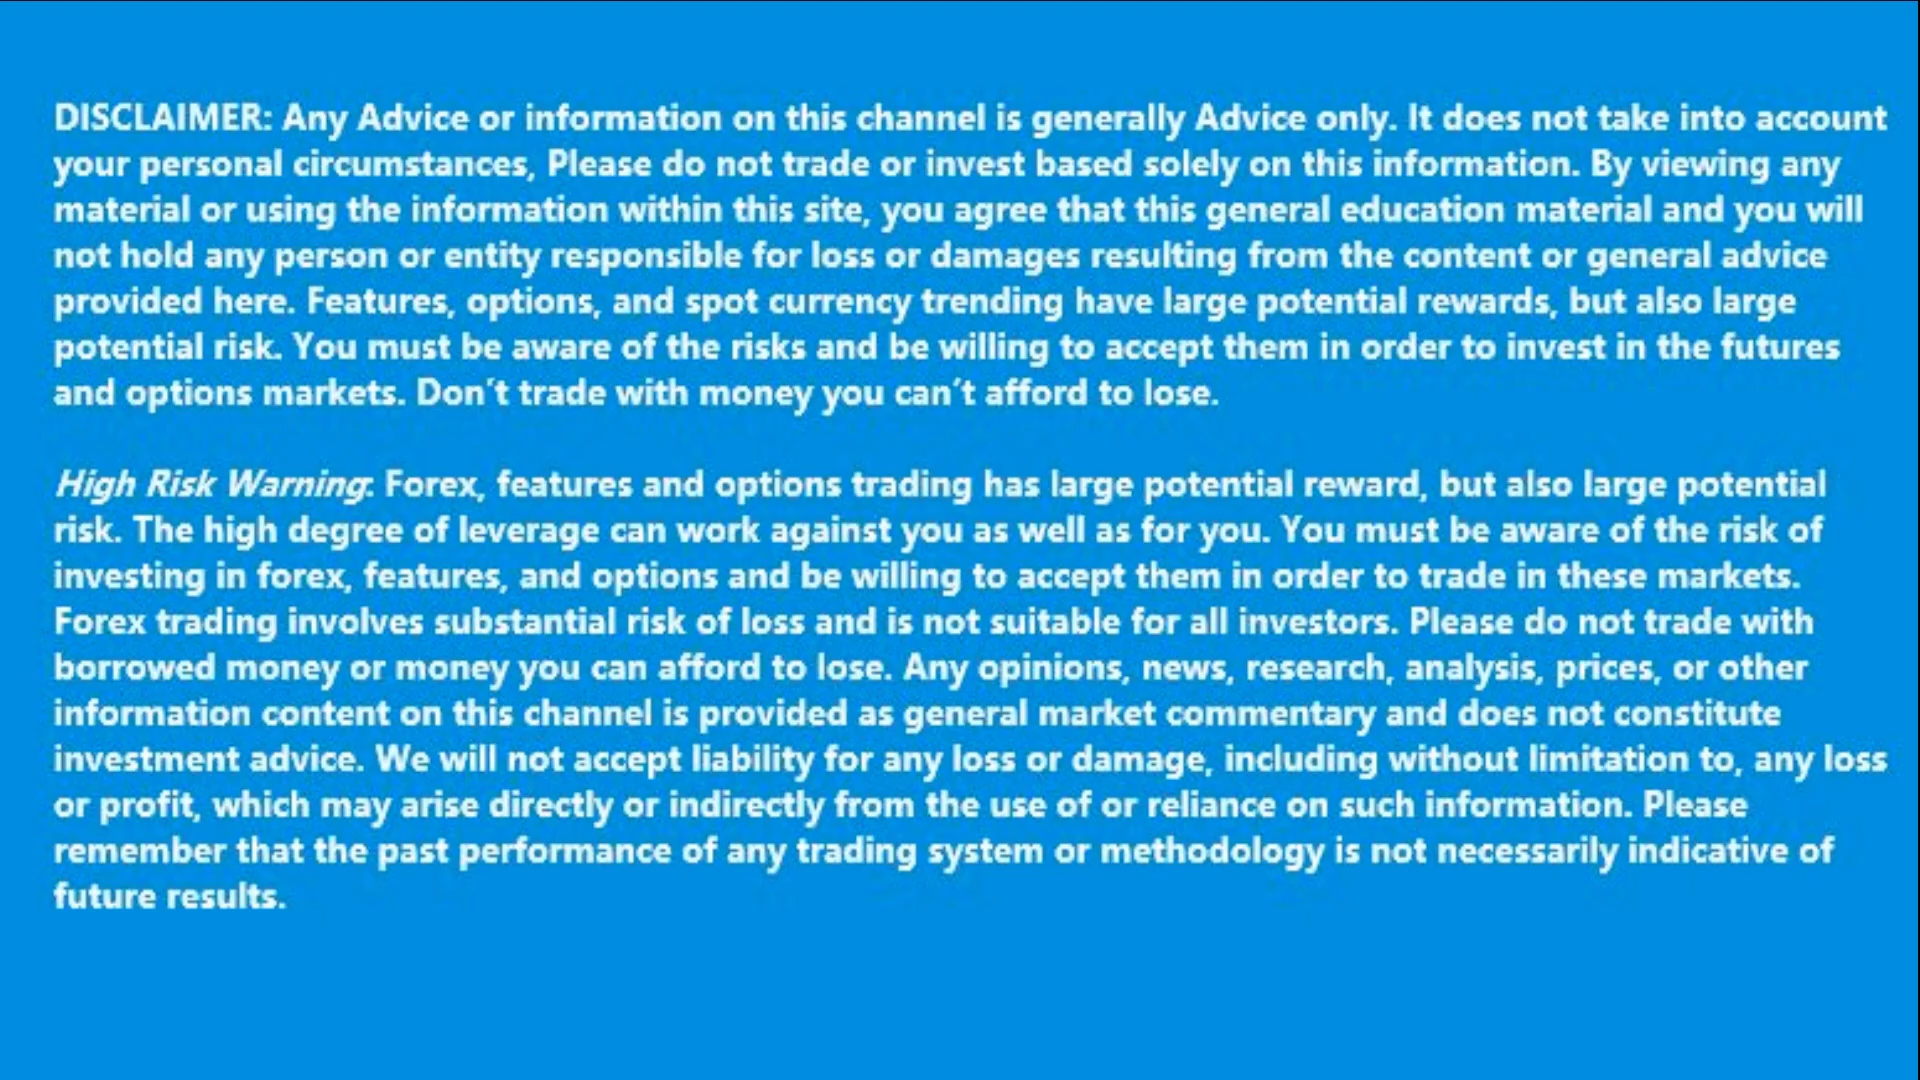 DISCLAIMER: Any Advice or information on this channel is generally Advice only. It does not take into account
your personal circumstances, Please do not trade or invest based solely on this information. By viewing any
material or using the information within this site, you agree that this general education material and you will
not hold any person or entity responsible for loss or damages resulting from the content or general advice
provided here. Features, options, and spot currency trending have large potential rewards, but also large
potential risk. You must be aware of the risks and be willing to accept them in order to invest in the futures
and options markets. Don't trade with money you can't afford to lose.
High Risk Warning: Forex, features and options trading has large potential reward, but also large potential
risk. The high degree of leverage can work against you as well as for you. You must be aware of the risk of
investing in forex, features, and options and be willing to accept them in order to trade in these markets.
Forex trading involves substantial risk of loss and is not suitable for all investors. Please do not trade with
borrowed money or money you can afford to lose. Any opinions, news, research, analysis, prices, or other
information content on this channel is provided as general market commentary and does not constitute
investment advice. We will not accept liability for any loss or damage, including without limitation to, any loss
or profit, which may arise directly or indirectly from the use of or reliance on such information. Please
remember that the past performance of any trading system or methodology is not necessarily indicative of
future results.